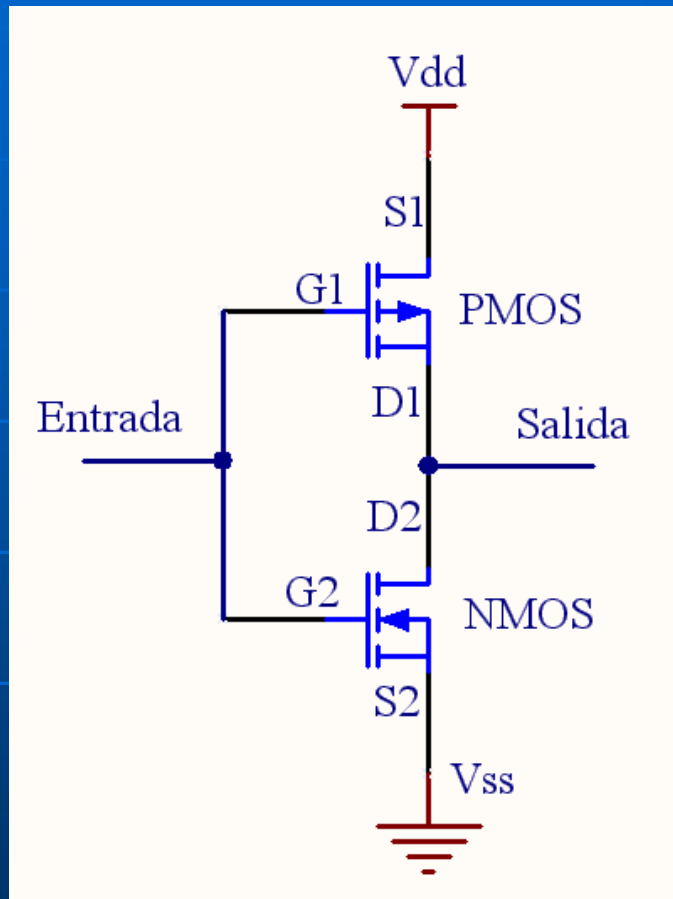 Vdd
S1
G1
PMOS
D1
Entrada
Salida
D2
G2
NMOS
S2
Vss